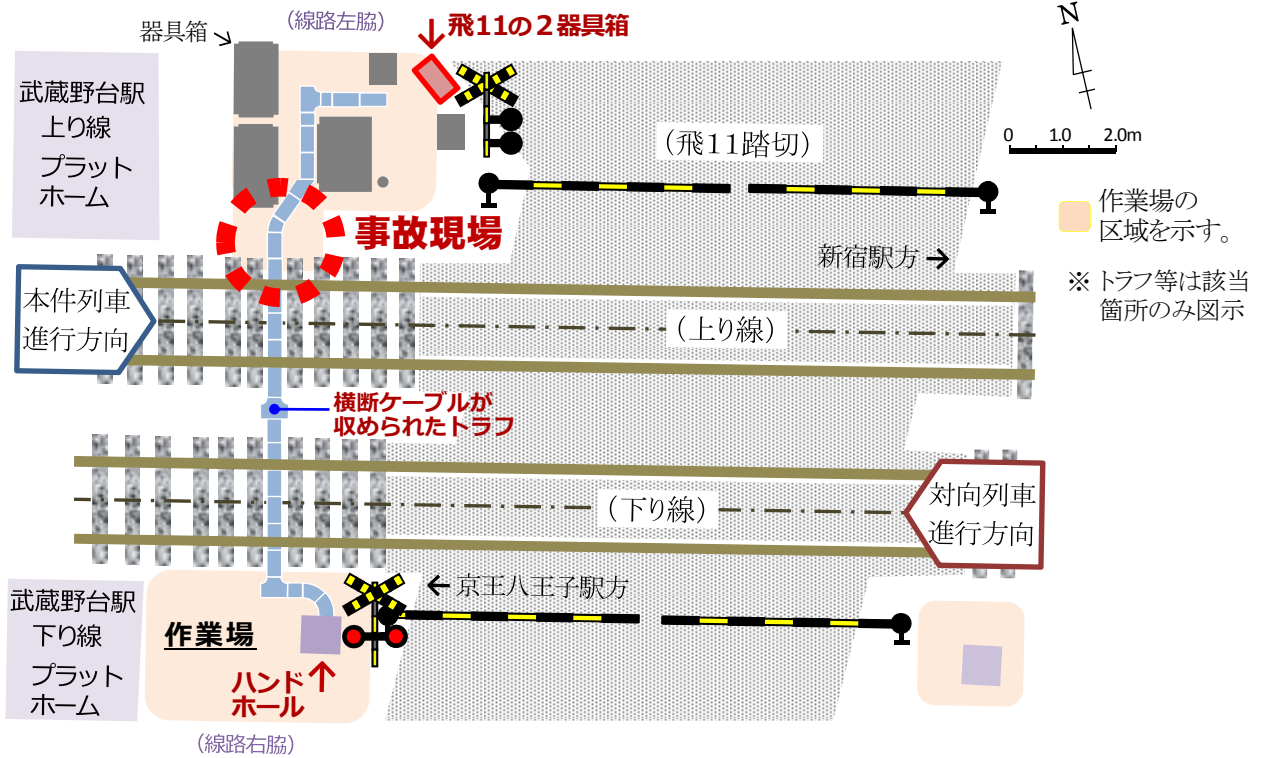 (線路左脇)
飛11の2器具箱
器具箱
N
武蔵野台駅
上り線
プラット
ホーム
(飛11踏切)
0 1.0 2.0m
作業場の
区域を示す。
事故現場
新宿駅方 →
※ トラフ等は該当
箇所のみ図示
本件列車
進行方向
(上り線)
横断ケーブルが
収められたトラフ
(下り線)
対向列車
進行方向
← 京王八王子駅方
武蔵野台駅
下り線
プラット
ホーム
作業場
ハンド
ホール
(線路右脇)